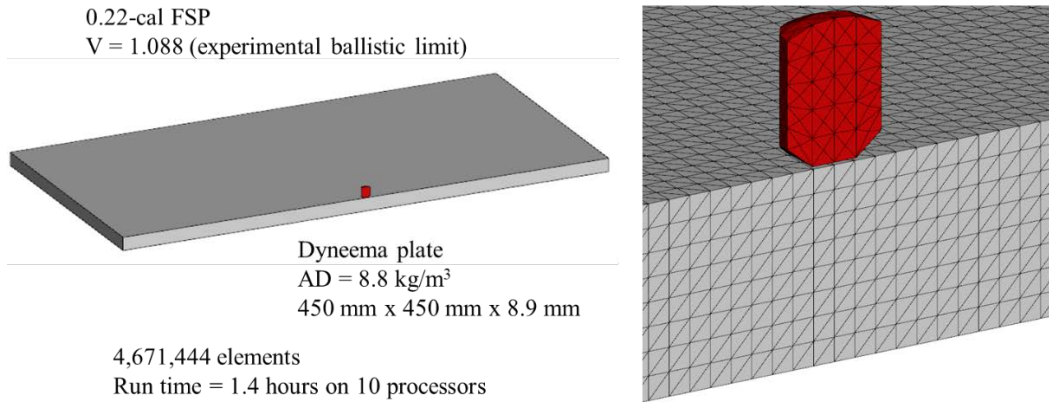 0.22-cal FSP
V = 1.088 (experimental ballistic limit)
Dyneema plate
AD = 8.8 kg/m³
450 mm x 450 mm x 8.9 mm
4,671,444 elements
Run time = 1.4 hours on 10 processors